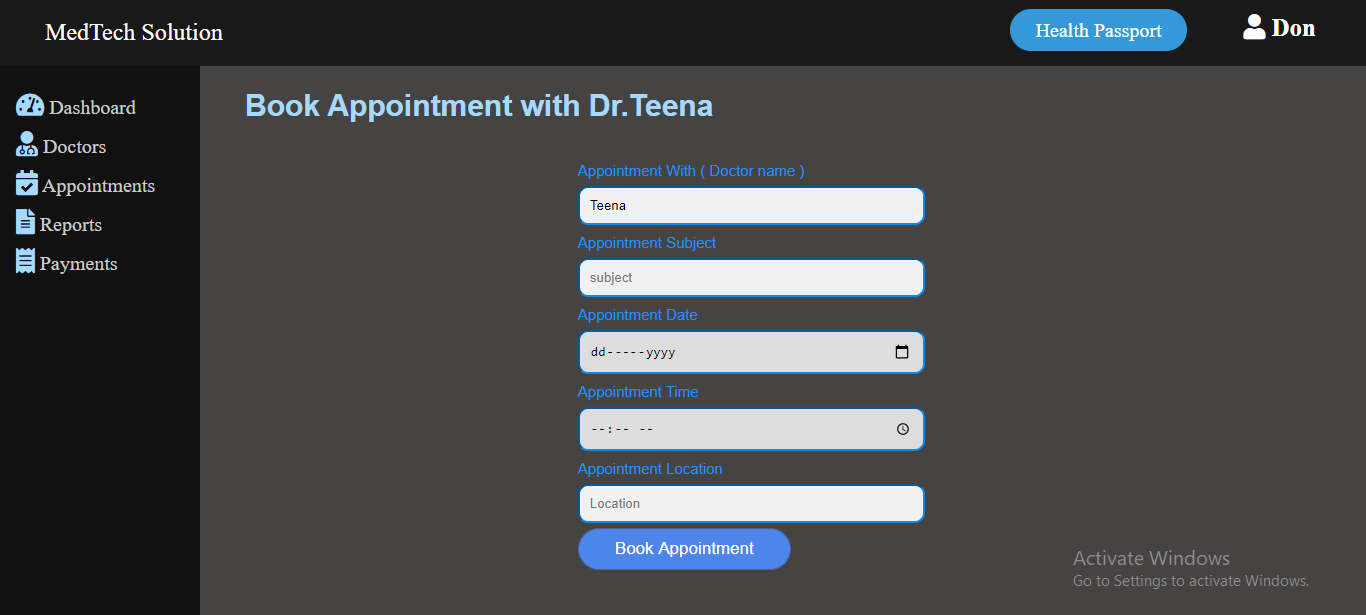 MedTech Solution
Health Passport
Don
Dashboard
Doctors
Appointments
Reports
Payments
Book Appointment with Dr.Teena
Appointment With ( Doctor name )
Teena
Appointment Subject
subject
Appointment Date
dd-----yyyy
Appointment Time
--:-- --
Appointment Location
Location
Book Appointment
Activate Windows
Go to Settings to activate Windows.